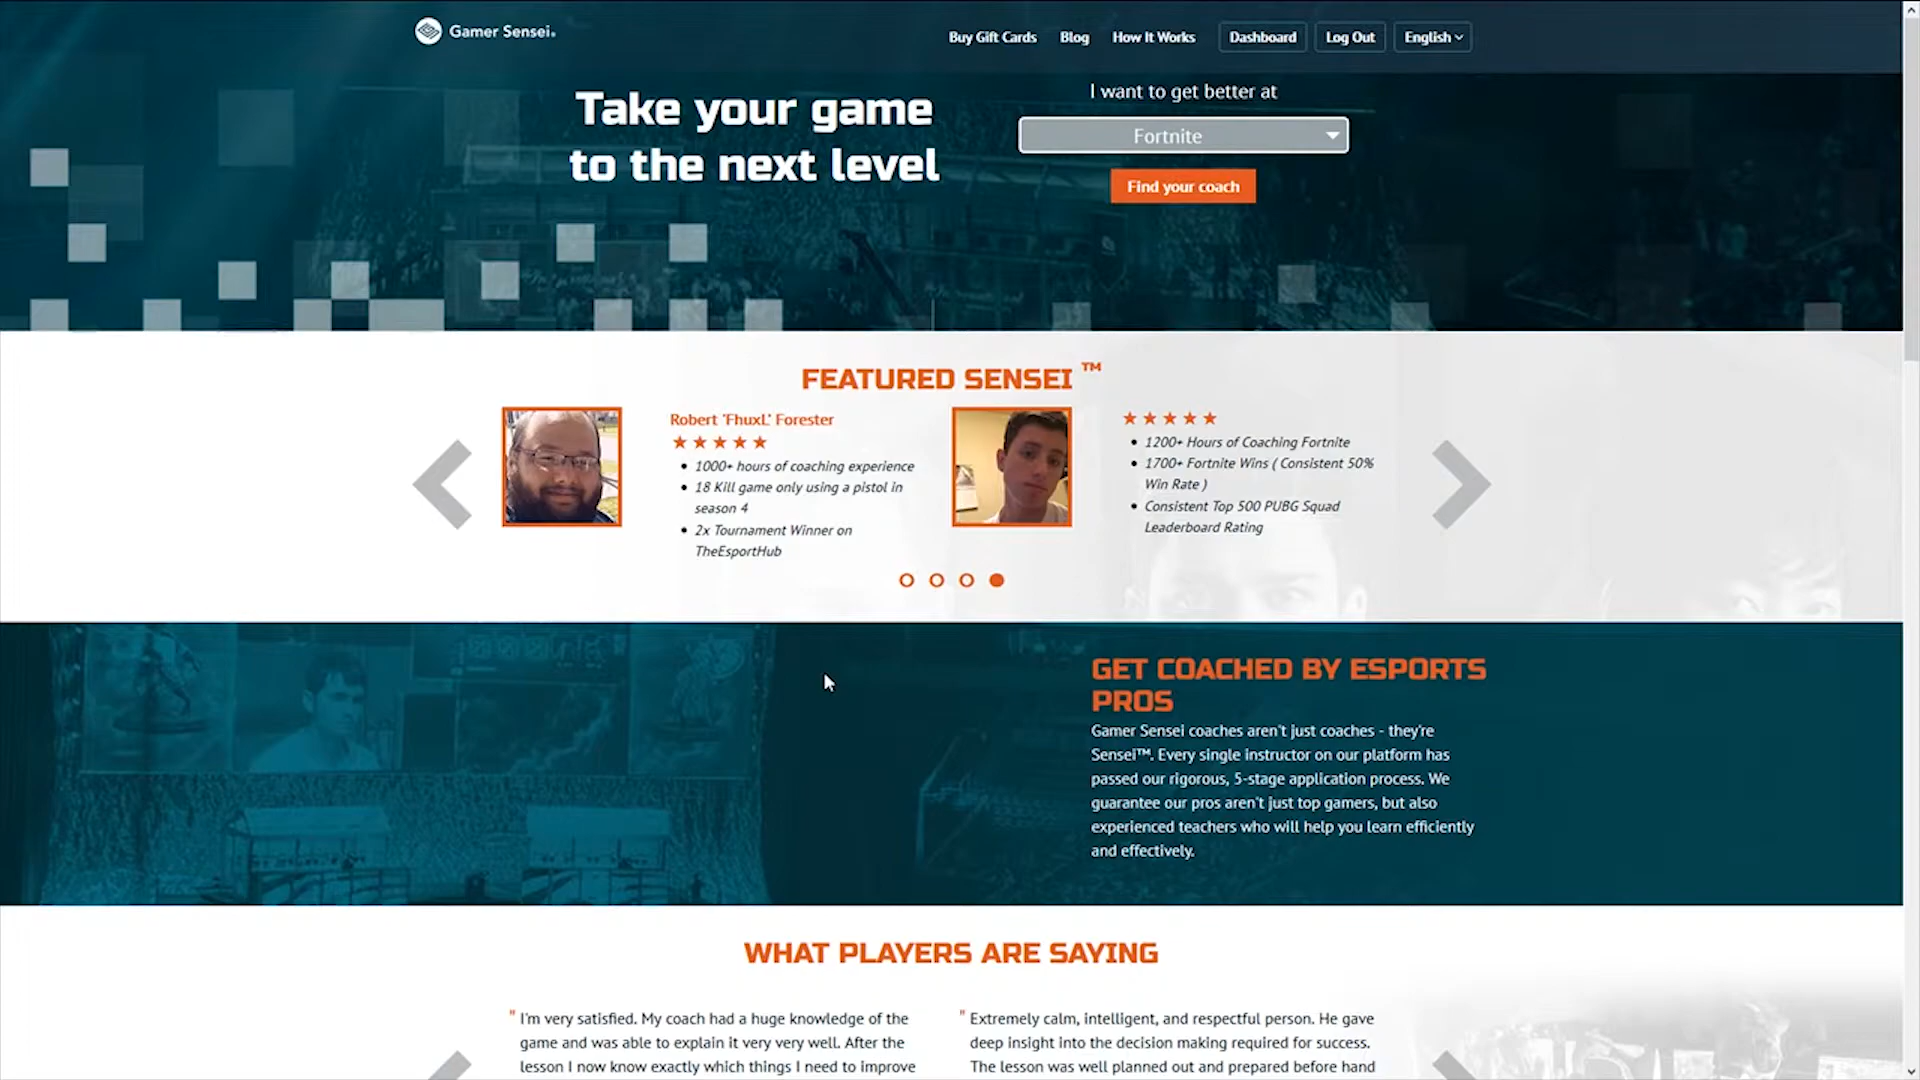 Gamer Sensei®
Buy Gift Cards
Blog
How It Works
Dashboard
Log Out
English
Take your game
to the next level
I want to get better at
Fortnite
Find your coach
FEATURED SENSEI ™
Robert 'FhuxL' Forester
• 1000+ hours of coaching experience
• 18 Kill game only using a pistol in
season 4
• 2x Tournament Winner on
TheEsportHub
• 1200+ Hours of Coaching Fortnite
• 1700+ Fortnite Wins ( Consistent 50%
Win Rate )
• Consistent Top 500 PUBG Squad
Leaderboard Rating
GET COACHED BY ESPORTS
PROS
Gamer Sensei coaches aren't just coaches - they're
Sensei™. Every single instructor on our platform has
passed our rigorous, 5-stage application process. We
guarantee our pros aren't just top gamers, but also
experienced teachers who will help you learn efficiently
and effectively.
WHAT PLAYERS ARE SAYING
" I'm very satisfied. My coach had a huge knowledge of the
game and was able to explain it very very well. After the
lesson I now know exactly which things I need to improve
" Extremely calm, intelligent, and respectful person. He gave
deep insight into the decision making required for success.
The lesson was well planned out and prepared before hand